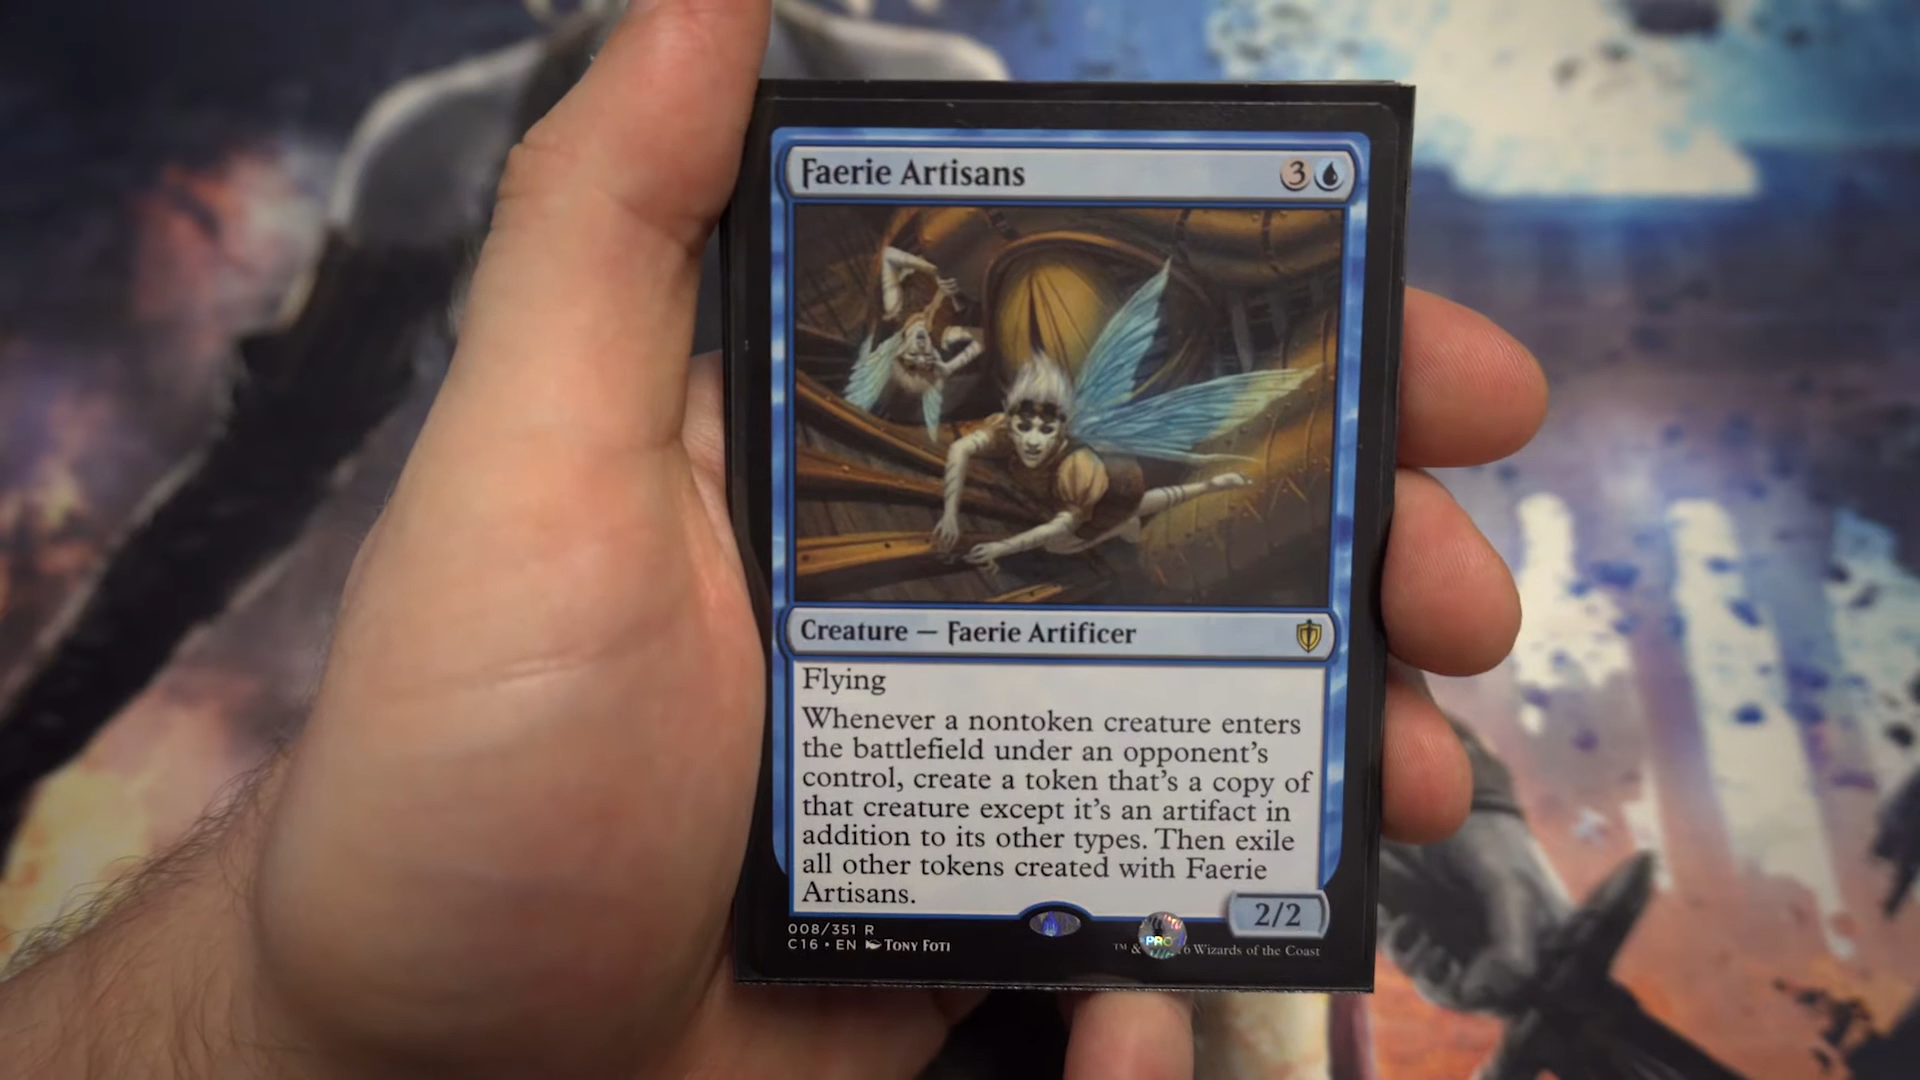 Faerie Artisans 3
Creature — Faerie Artificer
Flying
Whenever a nontoken creature enters
the battlefield under an opponent's
control, create a token that's a copy of
that creature except it's an artifact in
addition to its other types. Then exile
all other tokens created with Faerie
Artisans.
2/2
008/351 R
C16 • EN Tony Foti
PRO
™ & 6 Wizards of the Coast